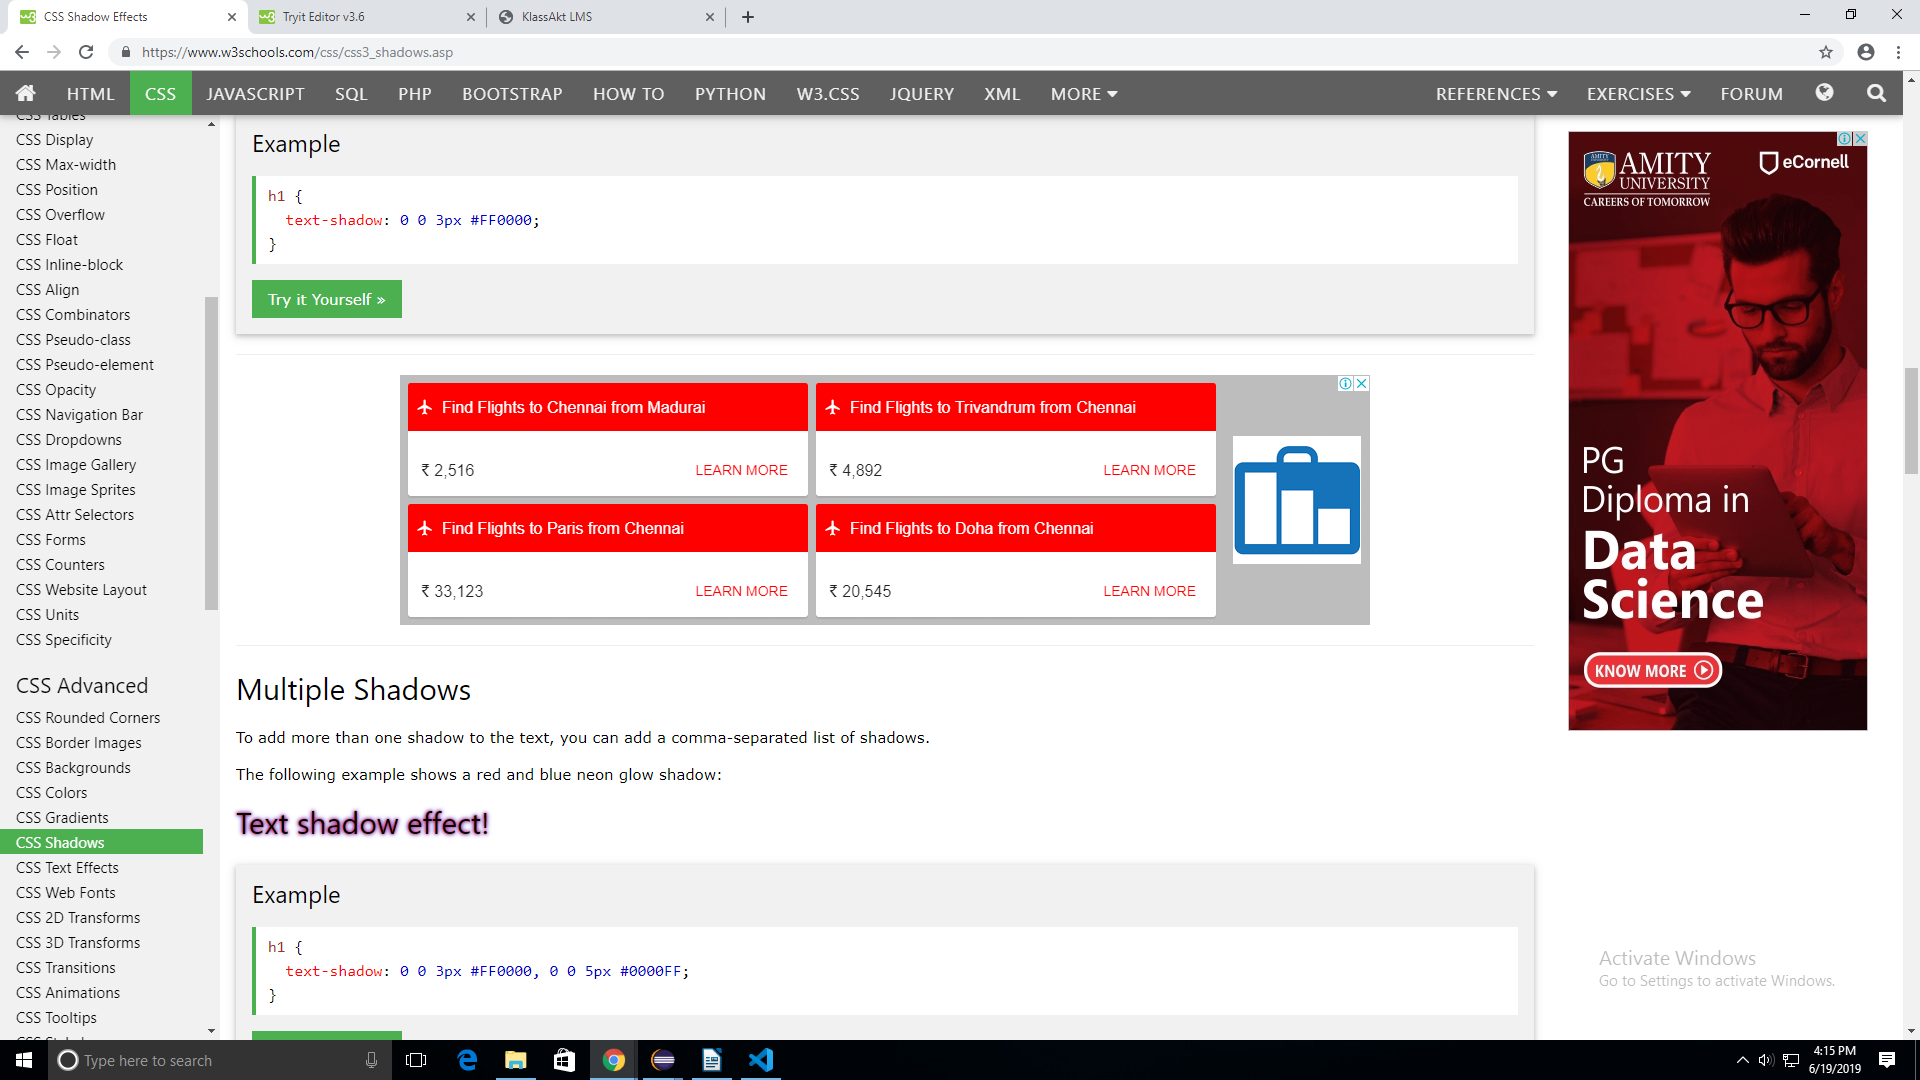 CSS Shadow Effects
Tryit Editor v3.6
KlassAkt LMS
https://www.w3schools.com/css/css3_shadows.asp
HTML CSS JAVASCRIPT SQL PHP BOOTSTRAP HOW TO PYTHON W3.CSS JQUERY XML MORE REFERENCES EXERCISES FORUM
CSS Tables
CSS Display
CSS Max-width
CSS Position
CSS Overflow
CSS Float
CSS Inline-block
CSS Align
CSS Combinators
CSS Pseudo-class
CSS Pseudo-element
CSS Opacity
CSS Navigation Bar
CSS Dropdowns
CSS Image Gallery
CSS Image Sprites
CSS Attr Selectors
CSS Forms
CSS Counters
CSS Website Layout
CSS Units
CSS Specificity
CSS Advanced
CSS Rounded Corners
CSS Border Images
CSS Backgrounds
CSS Colors
CSS Gradients
CSS Shadows
CSS Text Effects
CSS Web Fonts
CSS 2D Transforms
CSS 3D Transforms
CSS Transitions
CSS Animations
CSS Tooltips
Example
h1 {
text-shadow: 0 0 3px #FF0000;
}
Try it Yourself »
Find Flights to Chennai from Madurai
₹ 2,516 LEARN MORE
Find Flights to Trivandrum from Chennai
₹ 4,892 LEARN MORE
Find Flights to Paris from Chennai
₹ 33,123 LEARN MORE
Find Flights to Doha from Chennai
₹ 20,545 LEARN MORE
Multiple Shadows
To add more than one shadow to the text, you can add a comma-separated list of shadows.
The following example shows a red and blue neon glow shadow:
Text shadow effect!
Example
h1 {
text-shadow: 0 0 3px #FF0000, 0 0 5px #0000FF;
}
AMITY
UNIVERSITY
CAREERS OF TOMORROW
eCornell
PG
Diploma in
Data
Science
KNOW MORE
Activate Windows
Go to Settings to activate Windows.
Type here to search
4:15 PM
6/19/2019